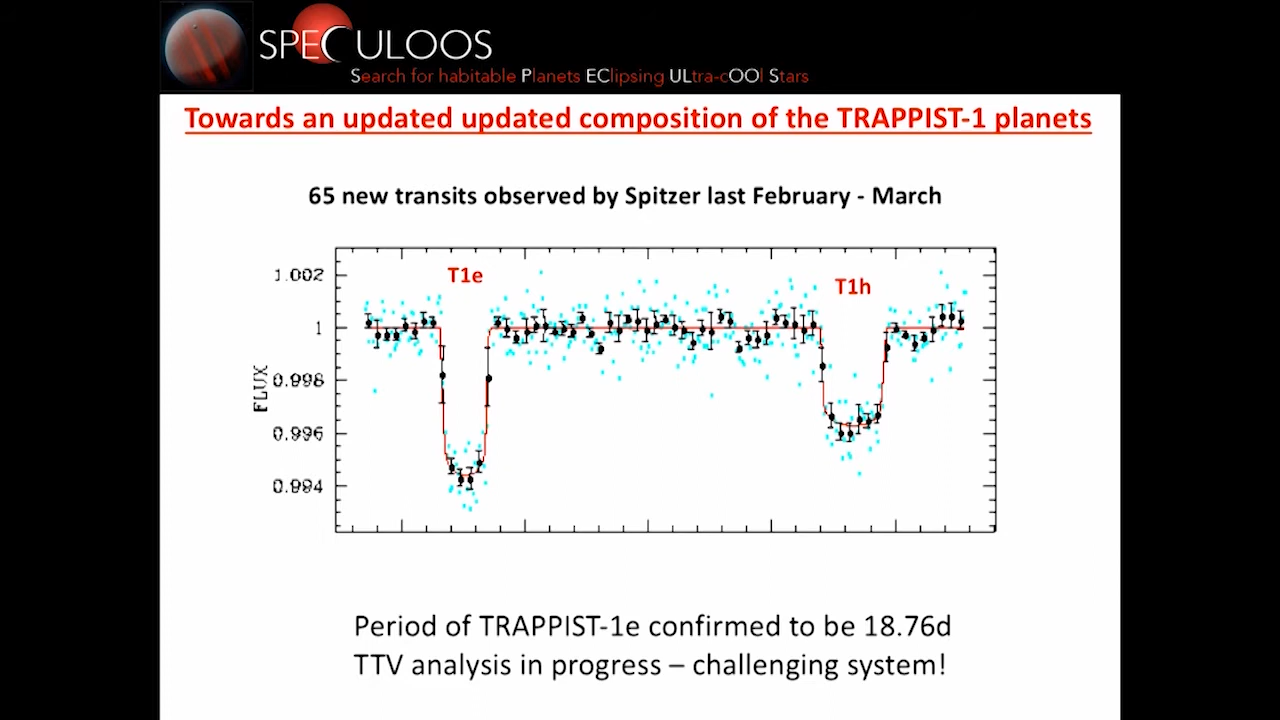 SPECULOOS
Search for habitable Planets EClipsing ULtra-cOOl Stars
Towards an updated updated composition of the TRAPPIST-1 planets
65 new transits observed by Spitzer last February - March
T1e
T1h
1.002
1
0.998
0.996
0.994
FLUX
Period of TRAPPIST-1e confirmed to be 18.76d
TTV analysis in progress – challenging system!